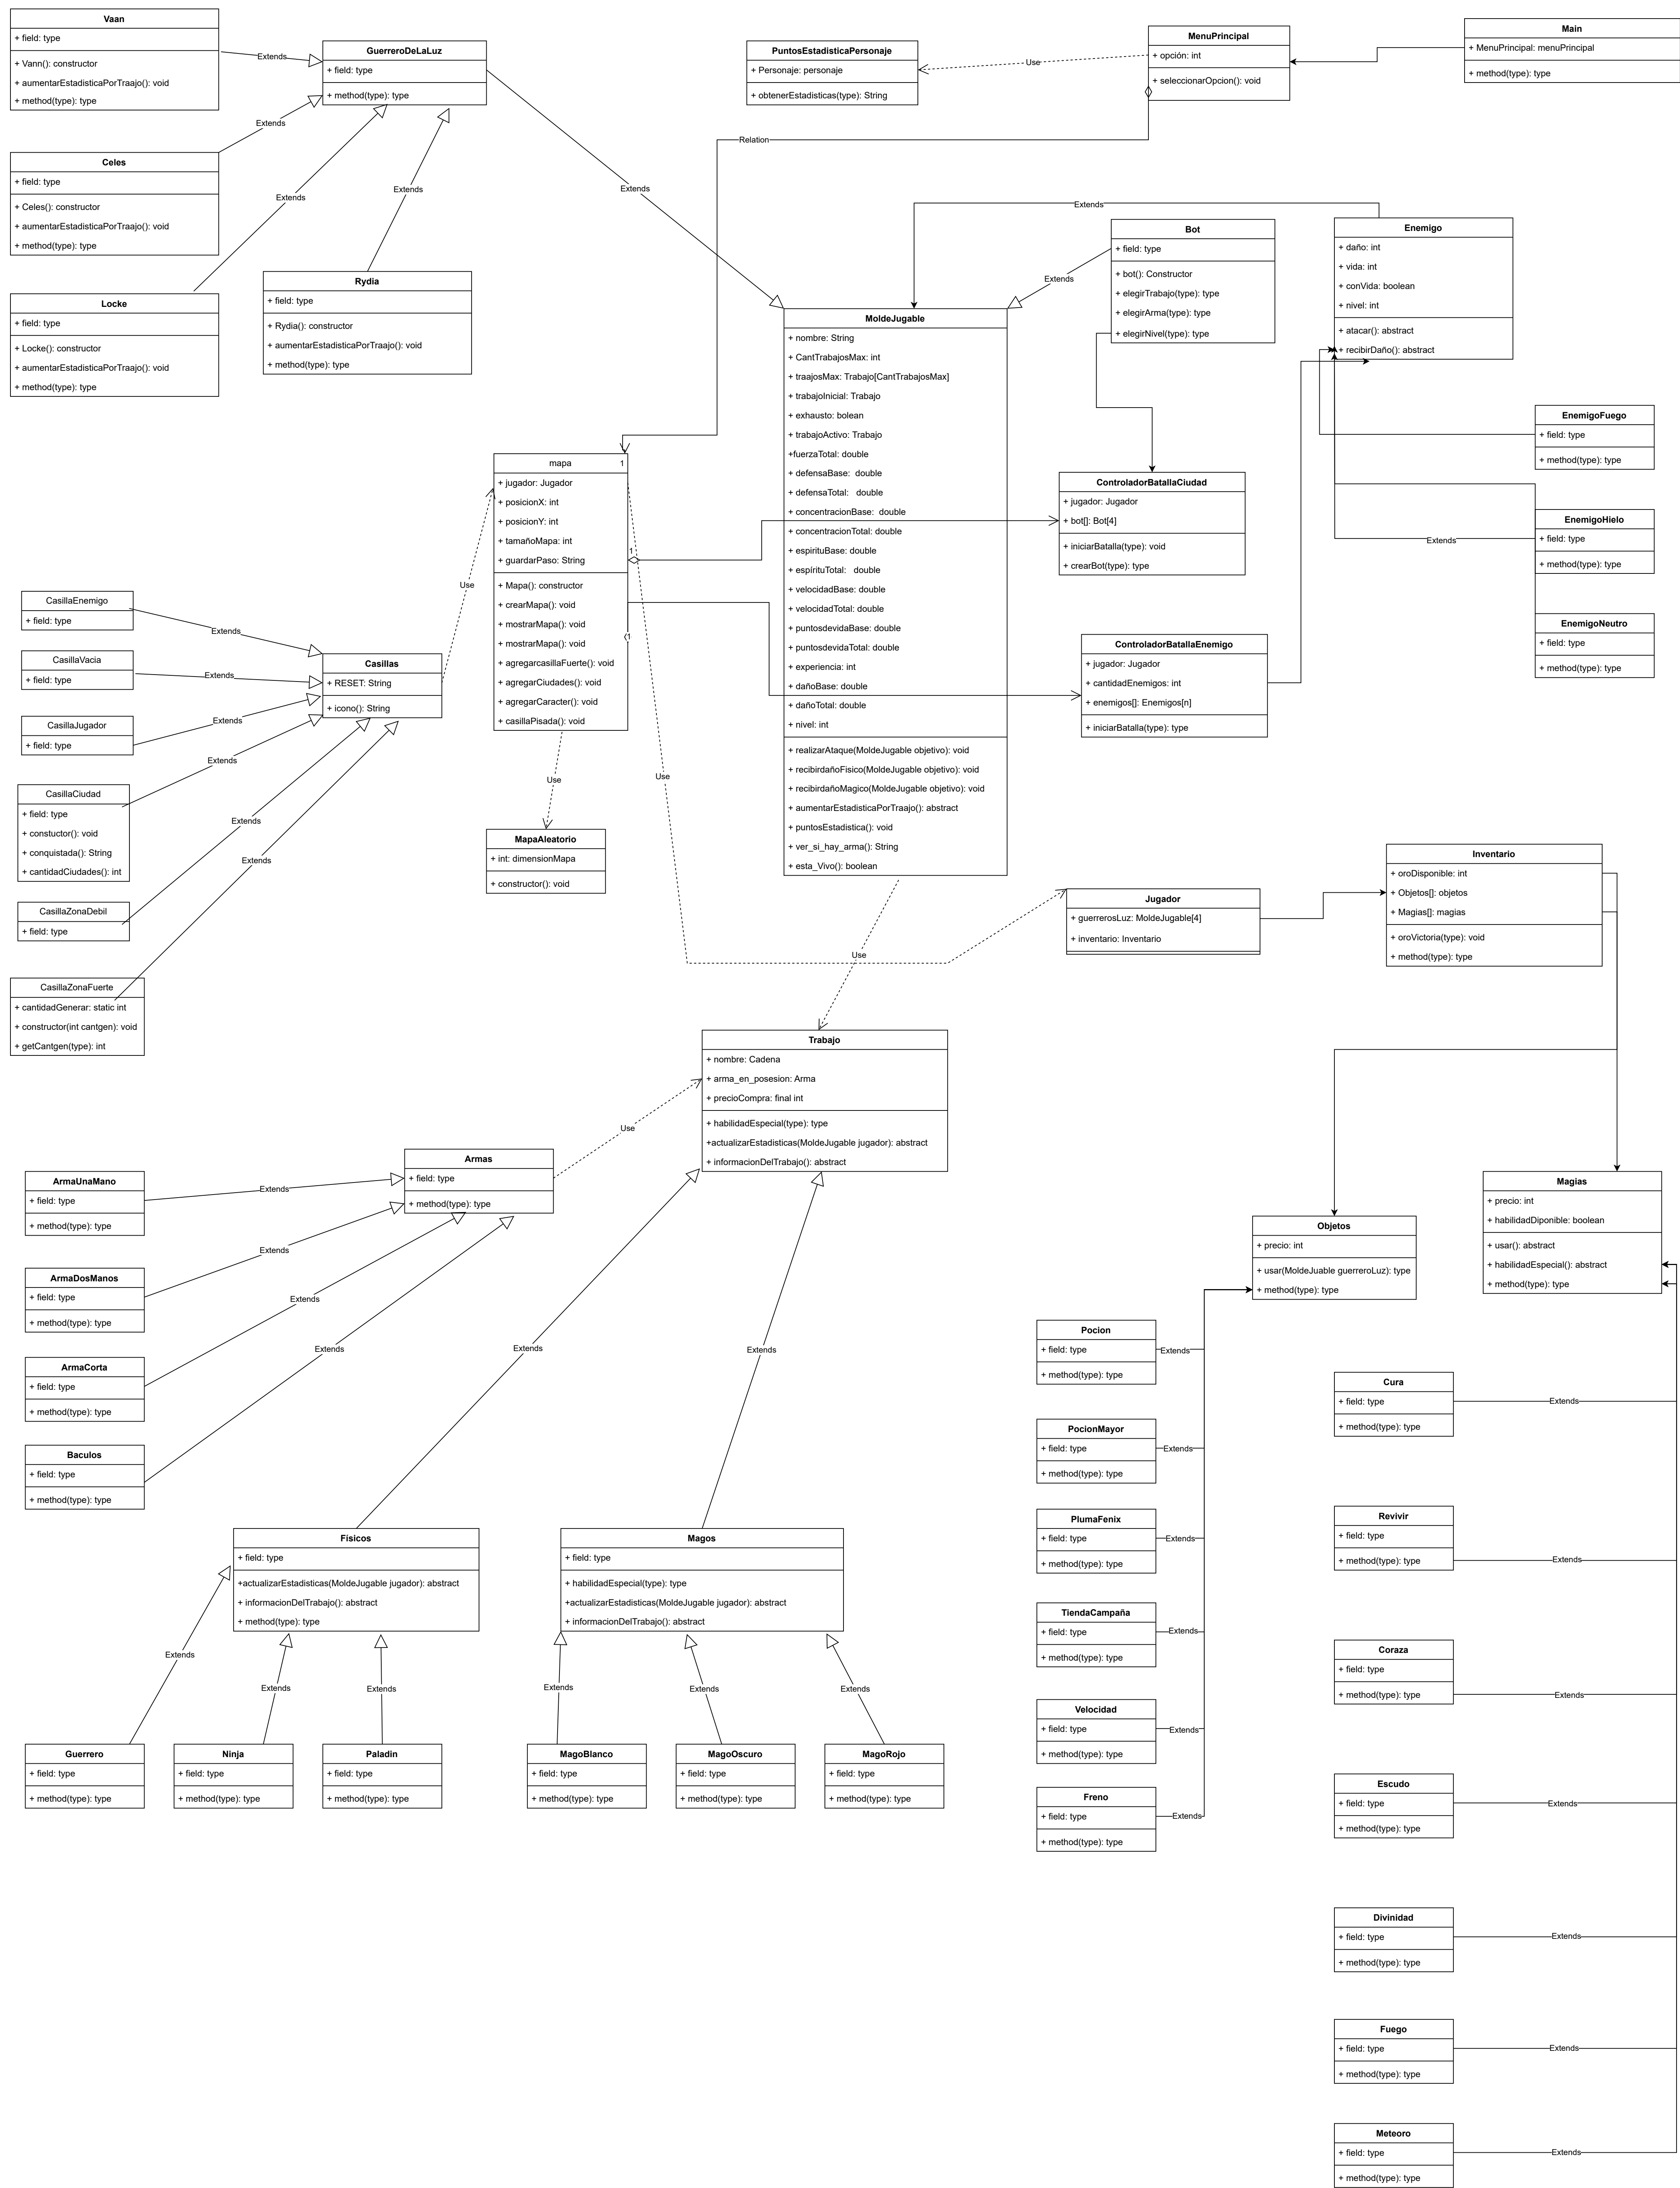 Vaan
+ field: type
+ Vann(): constructor
+ aumentarEstadisticaPorTraajo(): void
+ method(type): type
Extends
GuerreroDeLaLuz
+ field: type
+ method(type): type
PuntosEstadisticaPersonaje
+ Personaje: personaje
+ obtenerEstadisticas(type): String
Use
MenuPrincipal
+ opción: int
+ seleccionarOpcion(): void
Main
+ MenuPrincipal: menuPrincipal
+ method(type): type
Relation
Extends
Celes
+ field: type
+ Celes(): constructor
+ aumentarEstadisticaPorTraajo(): void
+ method(type): type
Extends
Extends
Extends
Locke
+ field: type
+ Locke(): constructor
+ aumentarEstadisticaPorTraajo(): void
+ method(type): type
Rydia
+ field: type
+ Rydia(): constructor
+ aumentarEstadisticaPorTraajo(): void
+ method(type): type
Extends
Bot
+ field: type
+ bot(): Constructor
+ elegirTrabajo(type): type
+ elegirArma(type): type
+ elegirNivel(type): type
Extends
Enemigo
+ daño: int
+ vida: int
+ conVida: boolean
+ nivel: int
+ atacar(): abstract
+ recibirDaño(): abstract
MoldeJugable
+ nombre: String
+ CantTrabajosMax: int
+ traajosMax: Trabajo[CantTrabajosMax]
+ trabajoInicial: Trabajo
+ exhausto: bolean
+ trabajoActivo: Trabajo
+fuerzaTotal: double
+ defensaBase: double
+ defensaTotal: double
+ concentracionBase: double
+ concentracionTotal: double
+ espirituBase: double
+ espírituTotal: double
+ velocidadBase: double
+ velocidadTotal: double
+ puntosdevidaBase: double
+ puntosdevidaTotal: double
+ experiencia: int
+ dañoBase: double
+ dañoTotal: double
+ nivel: int
+ realizarAtaque(MoldeJugable objetivo): void
+ recibirdañoFisico(MoldeJugable objetivo): void
+ recibirdañoMagico(MoldeJugable objetivo): void
+ aumentarEstadisticaPorTraajo(): abstract
+ puntosEstadistica(): void
+ ver_si_hay_arma(): String
+ esta_Vivo(): boolean
EnemigoFuego
+ field: type
+ method(type): type
EnemigoHielo
+ field: type
+ method(type): type
Extends
EnemigoNeutro
+ field: type
+ method(type): type
mapa
1
+ jugador: Jugador
+ posicionX: int
+ posicionY: int
+ tamañoMapa: int
+ guardarPaso: String
+ Mapa(): constructor
+ crearMapa(): void
+ mostrarMapa(): void
+ mostrarMapa(): void
+ agregarcasillaFuerte(): void
+ agregarCiudades(): void
+ agregarCaracter(): void
+ casillaPisada(): void
1
1
ControladorBatallaCiudad
+ jugador: Jugador
+ bot[]: Bot[4]
+ iniciarBatalla(type): void
+ crearBot(type): type
ControladorBatallaEnemigo
+ jugador: Jugador
+ cantidadEnemigos: int
+ enemigos[]: Enemigos[n]
+ iniciarBatalla(type): type
Use
CasillaEnemigo
+ field: type
Extends
CasillaVacia
+ field: type
Extends
Casillas
+ RESET: String
+ icono(): String
CasillaJugador
+ field: type
Extends
Extends
CasillaCiudad
+ field: type
+ constuctor(): void
+ conquistada(): String
+ cantidadCiudades(): int
Extends
Extends
CasillaZonaDebil
+ field: type
CasillaZonaFuerte
+ cantidadGenerar: static int
+ constructor(int cantgen): void
+ getCantgen(type): int
Use
Use
MapaAleatorio
+ int: dimensionMapa
+ constructor(): void
Jugador
+ guerrerosLuz: MoldeJugable[4]
+ inventario: Inventario
Inventario
+ oroDisponible: int
+ Objetos[]: objetos
+ Magias[]: magias
+ oroVictoria(type): void
+ method(type): type
Use
Trabajo
+ nombre: Cadena
+ arma_en_posesion: Arma
+ precioCompra: final int
+ habilidadEspecial(type): type
+actualizarEstadisticas(MoldeJugable jugador): abstract
+ informacionDelTrabajo(): abstract
Use
Armas
+ field: type
+ method(type): type
ArmaUnaMano
+ field: type
+ method(type): type
Extends
Extends
ArmaDosManos
+ field: type
+ method(type): type
Extends
Extends
ArmaCorta
+ field: type
+ method(type): type
Baculos
+ field: type
+ method(type): type
Extends
Extends
Magias
+ precio: int
+ habilidadDiponible: boolean
+ usar(): abstract
+ habilidadEspecial(): abstract
+ method(type): type
Objetos
+ precio: int
+ usar(MoldeJuable guerreroLuz): type
+ method(type): type
Pocion
+ field: type
+ method(type): type
Extends
Cura
+ field: type
+ method(type): type
Extends
PocionMayor
+ field: type
+ method(type): type
Extends
PlumaFenix
+ field: type
+ method(type): type
Extends
Revivir
+ field: type
+ method(type): type
Extends
Físicos
+ field: type
+actualizarEstadisticas(MoldeJugable jugador): abstract
+ informacionDelTrabajo(): abstract
+ method(type): type
Magos
+ field: type
+ habilidadEspecial(type): type
+actualizarEstadisticas(MoldeJugable jugador): abstract
+ informacionDelTrabajo(): abstract
TiendaCampaña
+ field: type
+ method(type): type
Extends
Coraza
+ field: type
+ method(type): type
Extends
Extends
Extends
Extends
Extends
Extends
Extends
Velocidad
+ field: type
+ method(type): type
Extends
Guerrero
+ field: type
+ method(type): type
Ninja
+ field: type
+ method(type): type
Paladin
+ field: type
+ method(type): type
MagoBlanco
+ field: type
+ method(type): type
MagoOscuro
+ field: type
+ method(type): type
MagoRojo
+ field: type
+ method(type): type
Freno
+ field: type
+ method(type): type
Extends
Escudo
+ field: type
+ method(type): type
Extends
Divinidad
+ field: type
+ method(type): type
Extends
Fuego
+ field: type
+ method(type): type
Extends
Meteoro
+ field: type
+ method(type): type
Extends